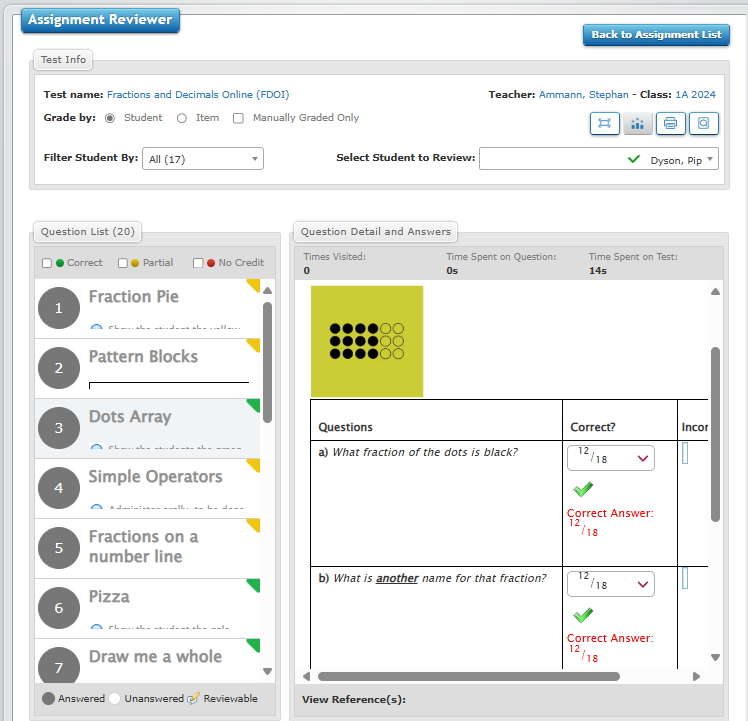 Assignment Reviewer
Back to Assignment List
Test Info
Test name: Fractions and Decimals Online (FDOI)
Teacher: Ammann, Stephan - Class: 1A 2024
Grade by: Student Item Manually Graded Only
Filter Student By: All (17)
Select Student to Review: Dyson, Pip
Question List (20)
Correct Partial No Credit
1 Fraction Pie
2 Pattern Blocks
3 Dots Array
4 Simple Operators
5 Fractions on a
number line
6 Pizza
7 Draw me a whole
Answered Unanswered Reviewable
Question Detail and Answers
Times Visited: Time Spent on Question: Time Spent on Test:
0 0s 14s
Questions Correct? Incor
a) What fraction of the dots is black? 12/18
Correct Answer:
12/18
b) What is another name for that fraction? 12/18
Correct Answer:
12/18
View Reference(s):